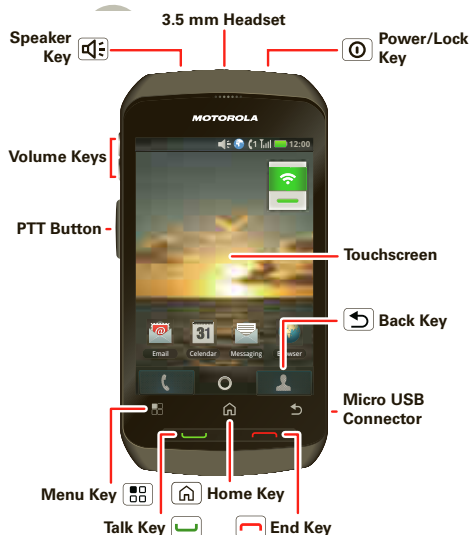 3.5 mm Headset
Speaker
Key
Power/Lock
Key
MOTOROLA
1
12:00
Volume Keys
PTT Button
Touchscreen
31
Email
Calendar
Messaging
Browser
Back Key
Micro USB
Connector
Menu Key
Home Key
Talk Key
End Key